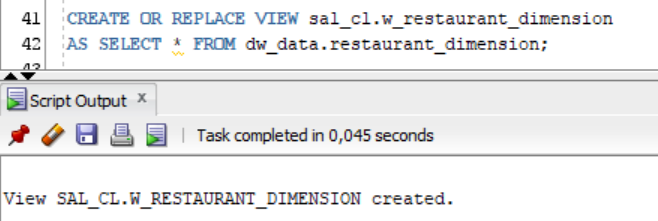 41 CREATE OR REPLACE VIEW sal_cl.w_restaurant_dimension
42 AS SELECT * FROM dw_data.restaurant_dimension;
43
Script Output x
Task completed in 0,045 seconds
View SAL_CL.W_RESTAURANT_DIMENSION created.